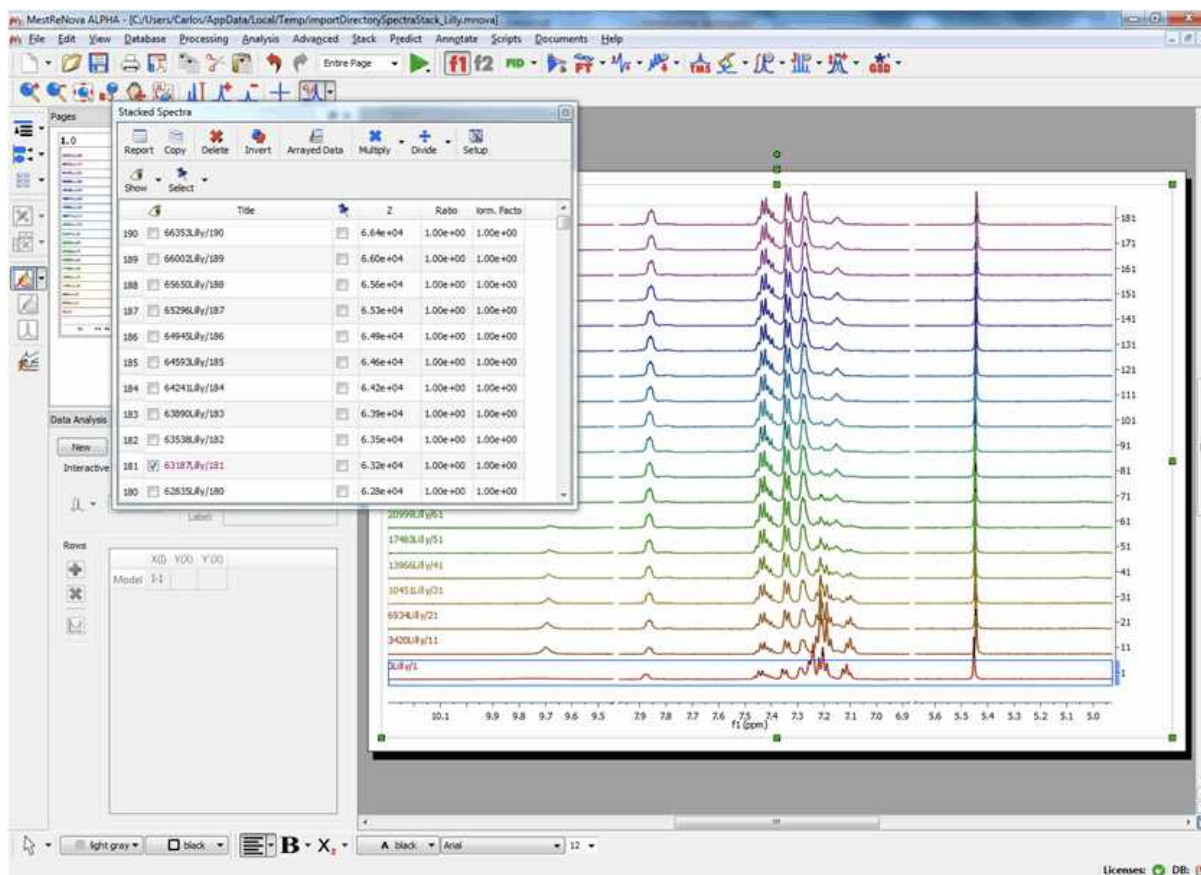 MestReNova ALPHA - [C:/Users/Carlos/AppData/Local/Temp/importDirectorySpectraStack_Lilly.mnova]
File Edit View Database Processing Analysis Advanced Stack Predict Annotate Scripts Documents Help
Entire Page f1 f2 FID FT TMS GSD
Pages
1.0
Stacked Spectra
Report Copy Delete Invert Arrayed Data Multiply Divide Setup
Show Select
Title Z Ratio lorm. Facto
190 66353Lilly/190 6.64e+04 1.00e+00 1.00e+00
189 66002Lilly/189 6.60e+04 1.00e+00 1.00e+00
188 65650Lilly/188 6.56e+04 1.00e+00 1.00e+00
187 65296Lilly/187 6.53e+04 1.00e+00 1.00e+00
186 64945Lilly/186 6.49e+04 1.00e+00 1.00e+00
185 64593Lilly/185 6.46e+04 1.00e+00 1.00e+00
184 64241Lilly/184 6.42e+04 1.00e+00 1.00e+00
183 63890Lilly/183 6.39e+04 1.00e+00 1.00e+00
182 63538Lilly/182 6.35e+04 1.00e+00 1.00e+00
181 63187Lilly/181 6.32e+04 1.00e+00 1.00e+00
180 62835Lilly/180 6.28e+04 1.00e+00 1.00e+00
Data Analysis
New
Interactive
Label:
Rows
X(I) Y(X) Y'(X)
Model 1-1
181
171
161
151
141
131
121
111
101
91
81
71
20999Lilly/61 61
17483Lilly/51 51
13966Lilly/41 41
10451Lilly/31 31
6934Lilly/21 21
3420Lilly/11 11
Lilly/1 1
10.1 9.9 9.8 9.7 9.6 9.5 7.9 7.8 7.7 7.6 7.5 7.4 7.3 7.2 7.1 7.0 6.9 5.6 5.5 5.4 5.3 5.2 5.1 5.0
f1 (ppm)
light gray black B X2 A black Arial 12
Licenses: DB: